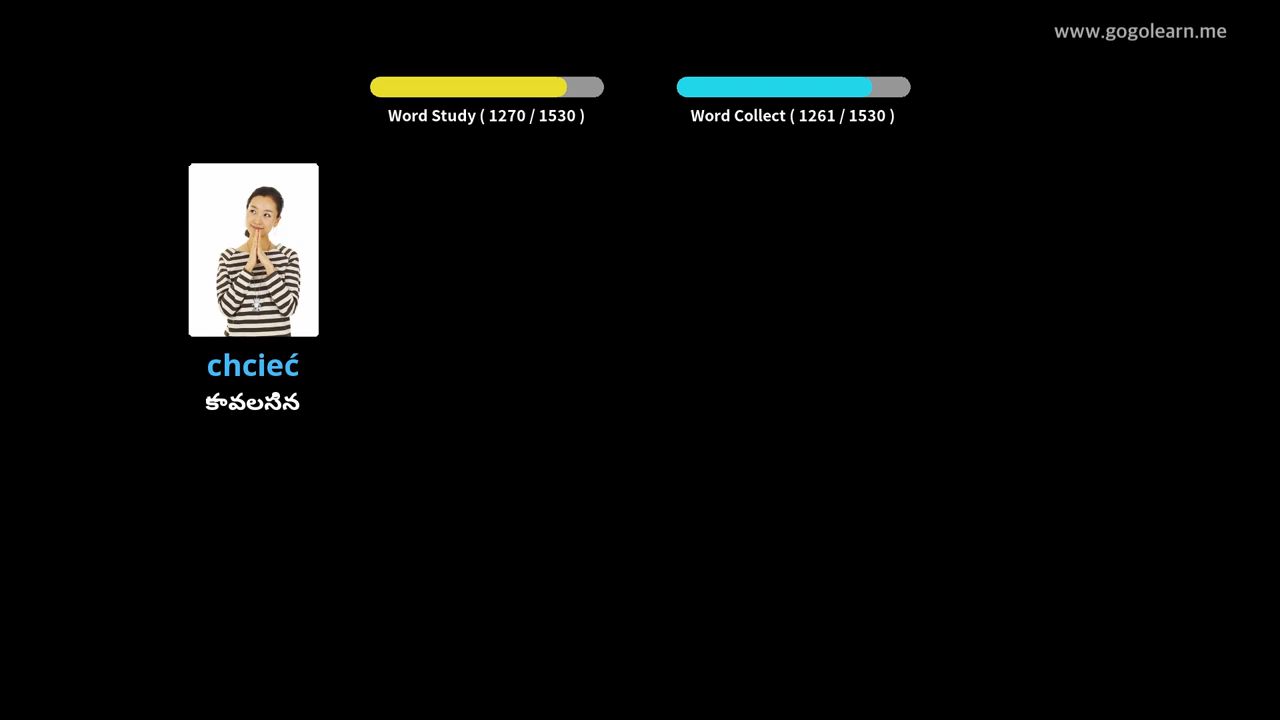 www.gogolearn.me
Word Study ( 1270 / 1530 )
Word Collect ( 1261 / 1530 )
chcieć
కావలసిన